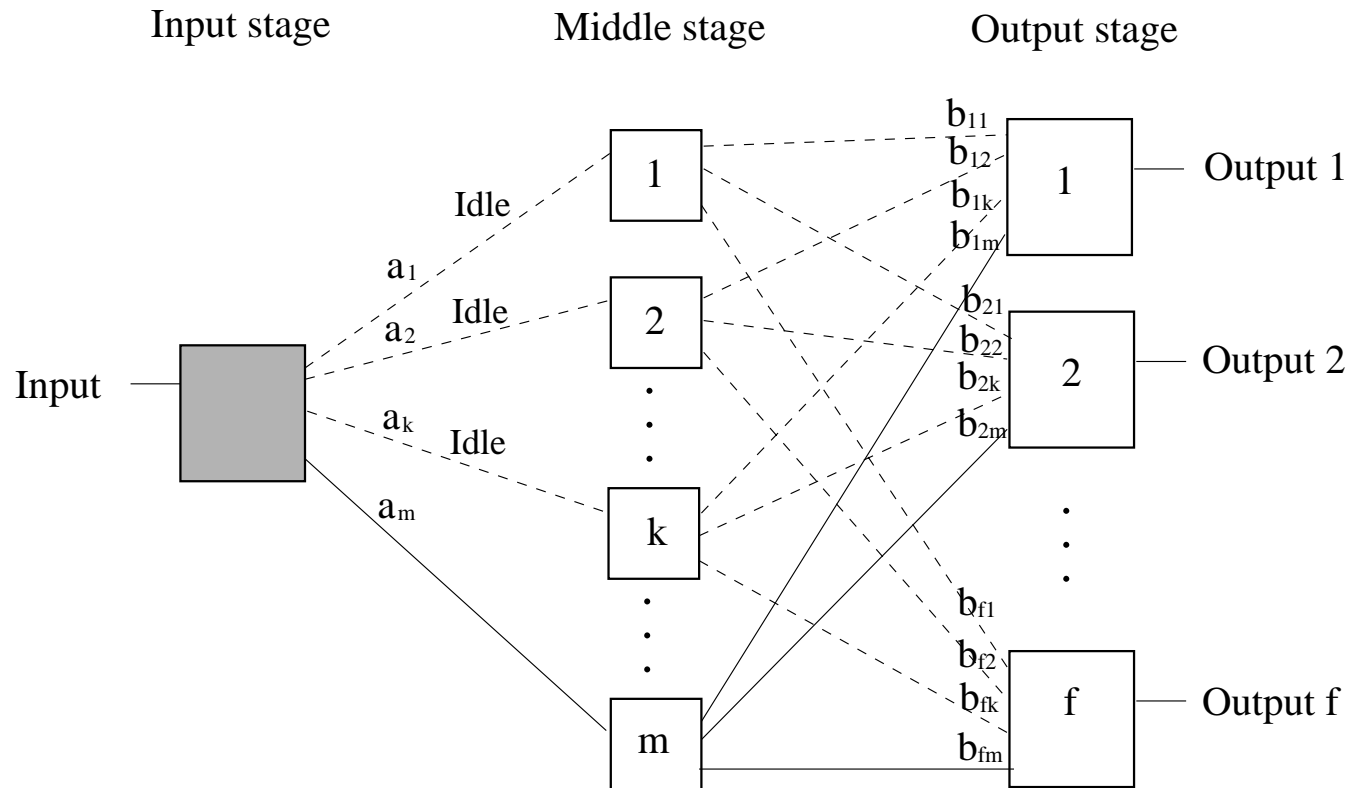 Input stage
Middle stage
Output stage
b11
1
b12
1
Output 1
Idle
b1k
b1m
a1
Idle
b21
a2
2
b22
2
Output 2
Input
b2k
ak
Idle
b2m
am
k
bf1
bf2
bfk
f
Output f
m
bfm